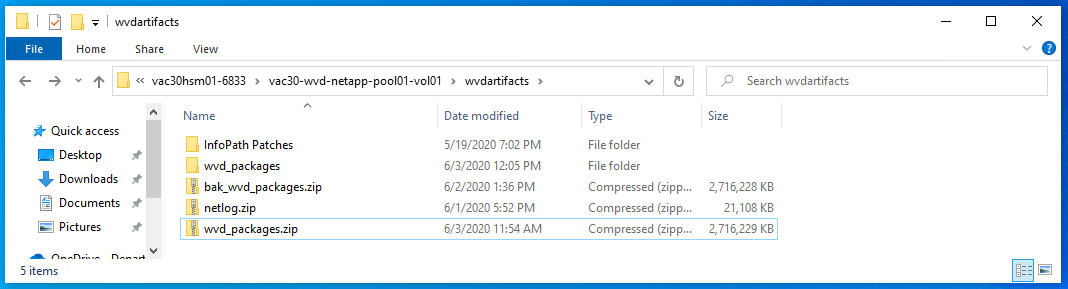 wvdartifacts
File Home Share View
« vac30hsm01-6833 › vac30-wvd-netapp-pool01-vol01 › wvdartifacts › Search wvdartifacts
Name Date modified Type Size
Quick access
Desktop
Downloads
Documents
Pictures
InfoPath Patches 5/19/2020 7:02 PM File folder
wvd_packages 6/3/2020 12:05 PM File folder
bak_wvd_packages.zip 6/2/2020 1:36 PM Compressed (zipp... 2,716,228 KB
netlog.zip 6/1/2020 5:52 PM Compressed (zipp... 21,108 KB
wvd_packages.zip 6/3/2020 11:54 AM Compressed (zipp... 2,716,229 KB
OneDrive - Depart
5 items